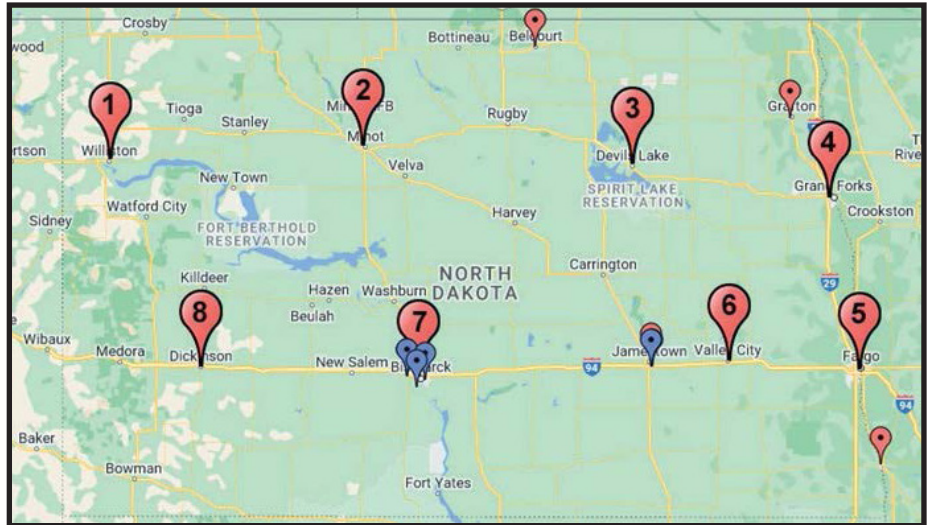 Crosby
wood
Bottineau
Belcourt
1
2
3
4
Tioga
Stanley
Minot AFB
Minot
Rugby
Grafton
rtson
Williston
Velva
Devils Lake
T
Rive
New Town
SPIRIT LAKE
RESERVATION
Grand Forks
Sidney
Watford City
FORT BERTHOLD
RESERVATION
Harvey
Crookston
Killdeer
Hazen
Washburn
Beulah
NORTH
DAKOTA
Carrington
29
8
7
6
5
Wibaux
Medora
Dickinson
New Salem
Bismarck
94
Jamestown
Valley City
Fargo
94
Baker
Bowman
Fort Yates